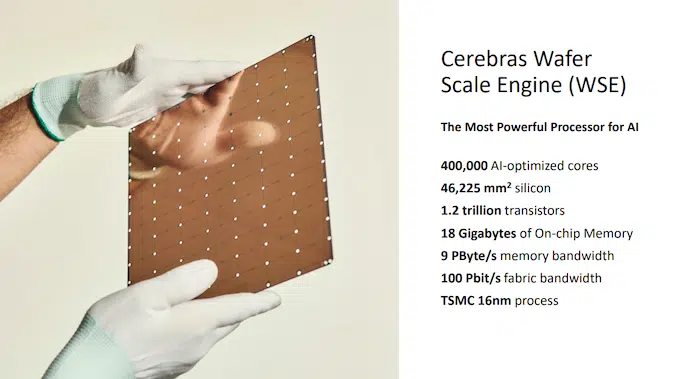 Cerebras Wafer
Scale Engine (WSE)
The Most Powerful Processor for AI
400,000 AI-optimized cores
46,225 mm² silicon
1.2 trillion transistors
18 Gigabytes of On-chip Memory
9 PByte/s memory bandwidth
100 Pbit/s fabric bandwidth
TSMC 16nm process